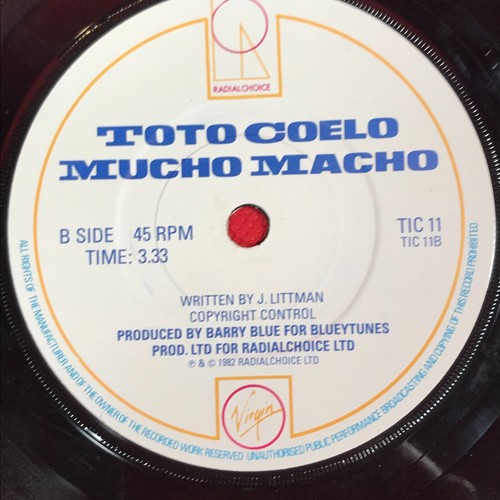 RADIALCHOICE
TOTO COELO
MUCHO MACHO
B SIDE 45 RPM
TIME: 3.33
TIC 11
TIC 11B
WRITTEN BY J. LITTMAN
COPYRIGHT CONTROL
PRODUCED BY BARRY BLUE FOR BLUEYTUNES
PROD. LTD FOR RADIALCHOICE LTD
℗ & © 1982 RADIALCHOICE LTD
Virgin
ALL RIGHTS OF THE MANUFACTURER AND OF THE OWNER OF THE RECORDED WORK RESERVED · UNAUTHORISED PUBLIC PERFORMANCE BROADCASTING AND COPYING OF THIS RECORD PROHIBITED